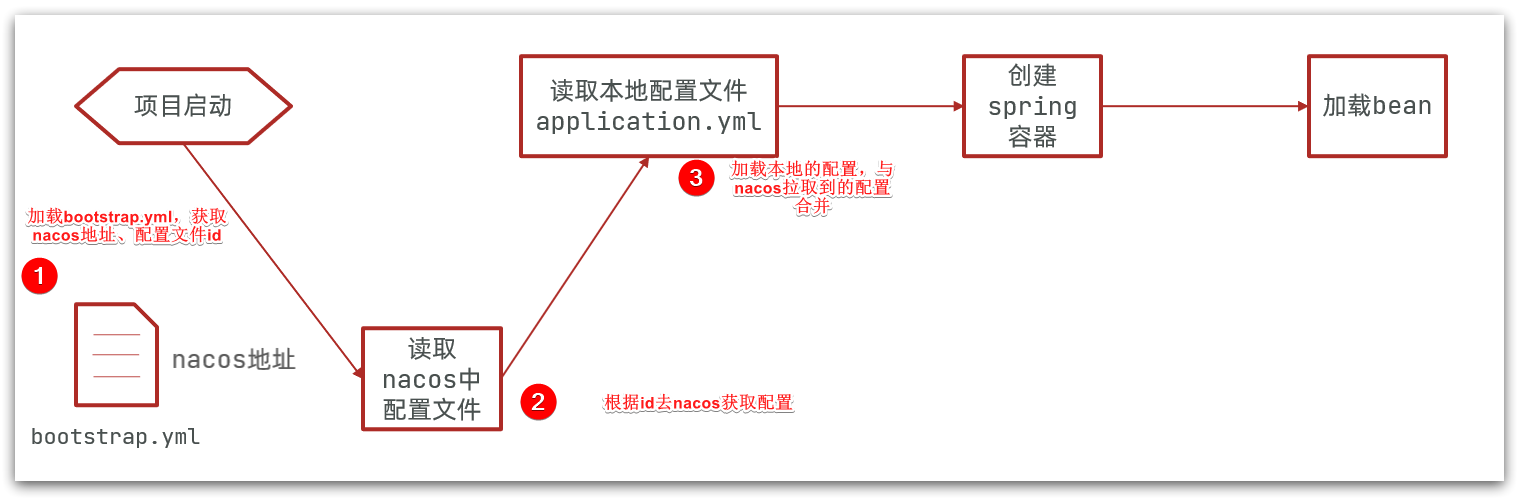 项目启动
加载bootstrap.yml，获取
nacos地址、配置文件id
1
nacos地址
bootstrap.yml
读取
nacos中
配置文件
2
根据id去nacos获取配置
读取本地配置文件
application.yml
3
加载本地的配置，与
nacos拉取到的配置
合并
创建
spring
容器
加载bean